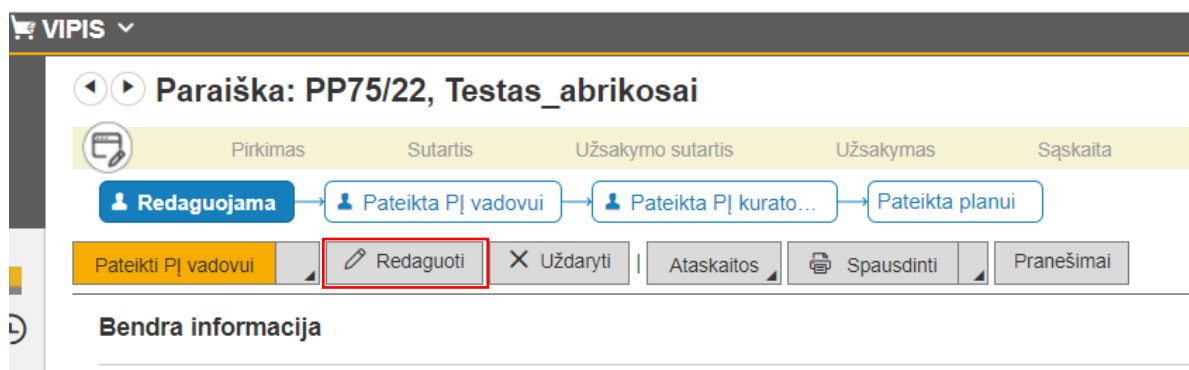 VIPIS
Paraiška: PP75/22, Testas_abrikosai
Pirkimas Sutartis Užsakymo sutartis Užsakymas Sąskaita
Redaguojama Pateikta PĮ vadovui Pateikta PĮ kurato... Pateikta planui
Pateikti PĮ vadovui Redaguoti Uždaryti | Ataskaitos Spausdinti Pranešimai
Bendra informacija